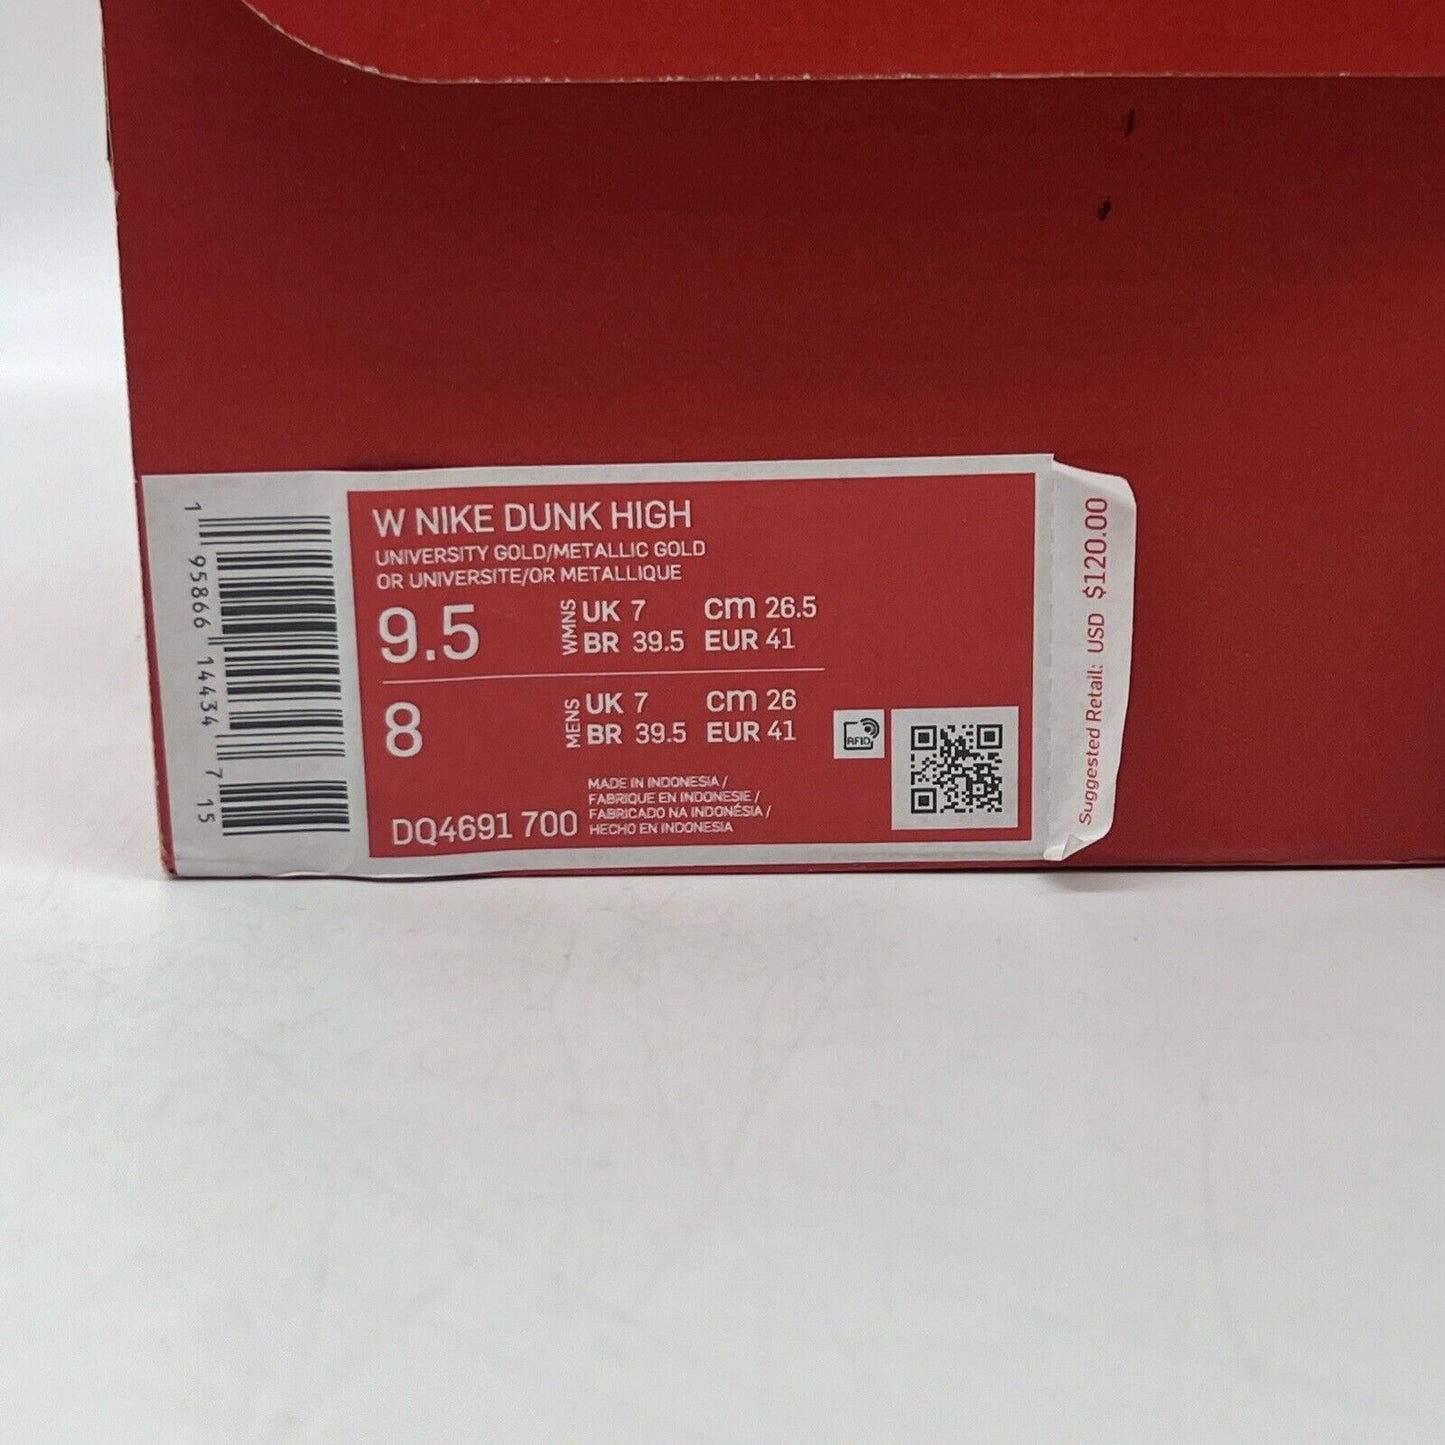 W NIKE DUNK HIGH
UNIVERSITY GOLD/METALLIC GOLD
OR UNIVERSITE/OR METALLIQUE
9.5 WMNS UK 7 cm 26.5
BR 39.5 EUR 41
8 MENS UK 7 cm 26
BR 39.5 EUR 41
RFID
MADE IN INDONESIA /
FABRIQUE EN INDONESIE /
FABRICADO NA INDONÉSIA /
HECHO EN INDONESIA
DQ4691 700
1 95866 14434 7 15
Suggested Retail: USD $120.00